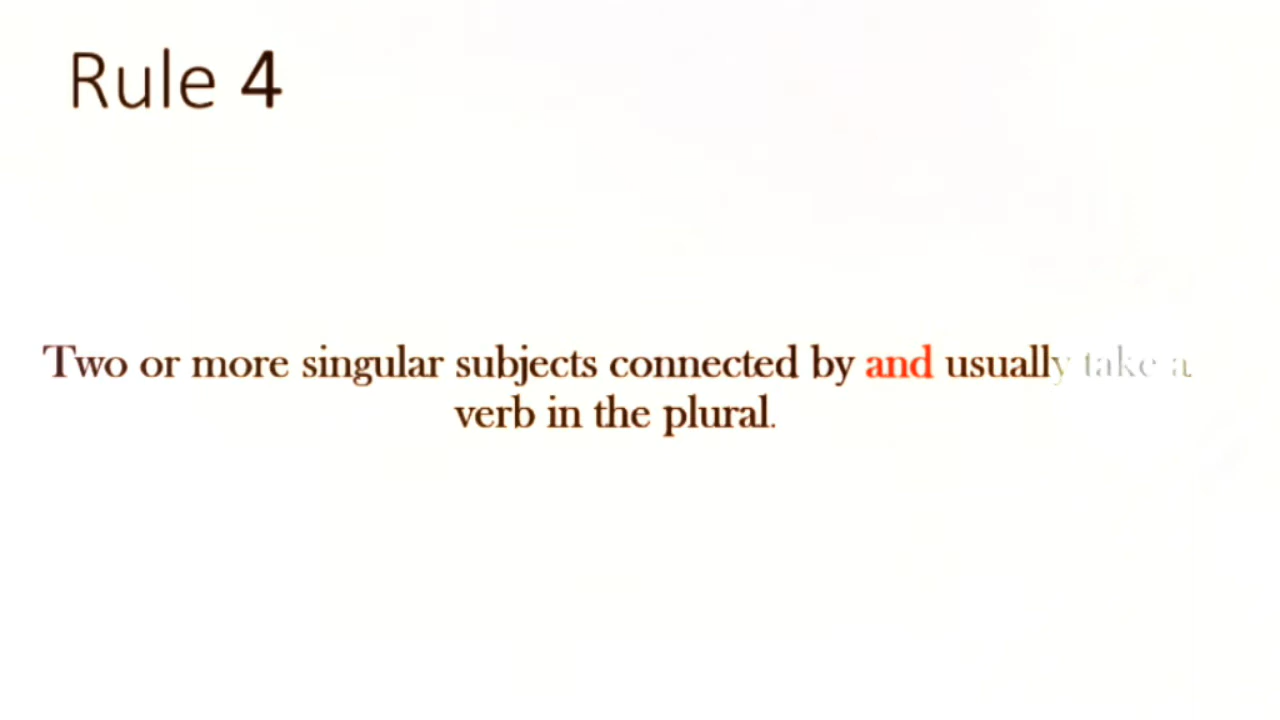 Rule 4
Two or more singular subjects connected by and usually take a
verb in the plural.